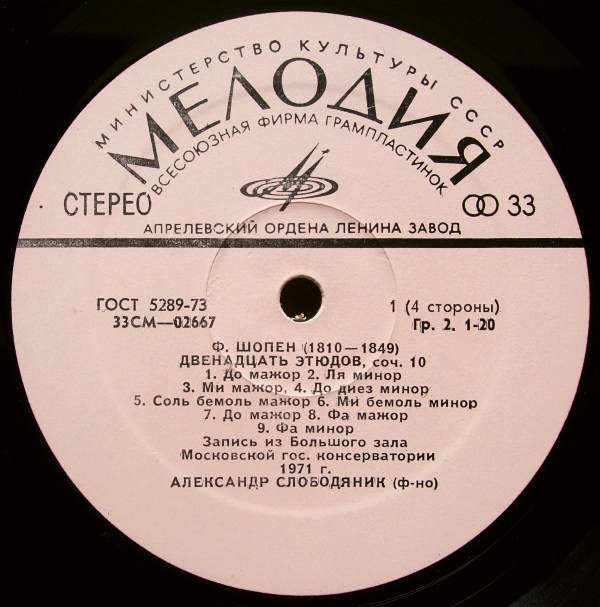 МИНИСТЕРСТВО КУЛЬТУРЫ СССР
МЕЛОДИЯ
ВСЕСОЮЗНАЯ ФИРМА ГРАМПЛАСТИНОК
СТЕРЕО
33
АПРЕЛЕВСКИЙ ОРДЕНА ЛЕНИНА ЗАВОД
ГОСТ 5289-73
1 (4 стороны)
33СМ—02667
Гр. 2. 1-20
Ф. ШОПЕН (1810—1849)
ДВЕНАДЦАТЬ ЭТЮДОВ, соч. 10
1. До мажор 2. Ля минор
3. Ми мажор, 4. До диез минор
5. Соль бемоль мажор 6. Ми бемоль минор
7. До мажор 8. Фа мажор
9. Фа минор
Запись из Большого зала
Московской гос. консерватории
1971 г.
АЛЕКСАНДР СЛОБОДЯНИК (ф-но)